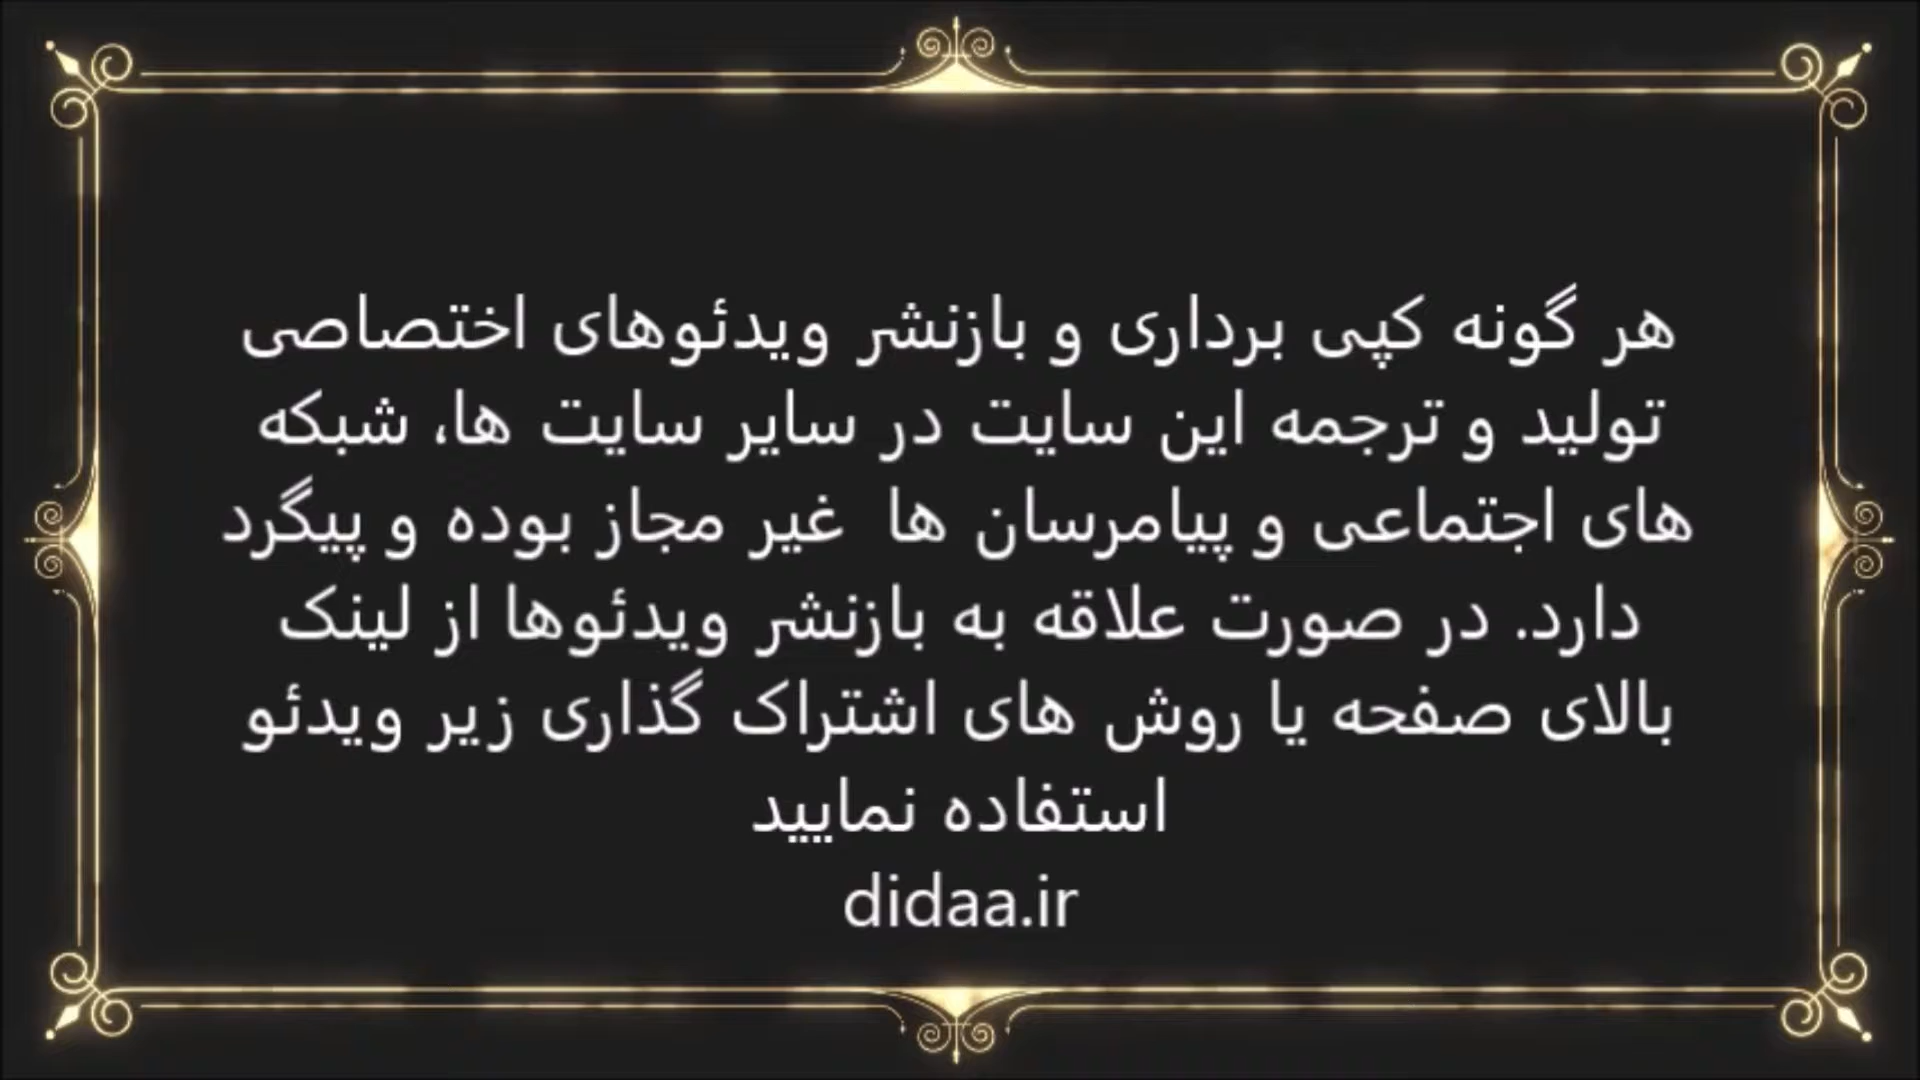 هر گونه کپی برداری و بازنشر ویدئوهای اختصاصی
تولید و ترجمه این سایت در سایر سایت ها، شبکه
های اجتماعی و پیامرسان ها  غیر مجاز بوده و پیگرد
دارد. در صورت علاقه به بازنشر ویدئوها از لینک
بالای صفحه یا روش های اشتراک گذاری زیر ویدئو
استفاده نمایید
didaa.ir